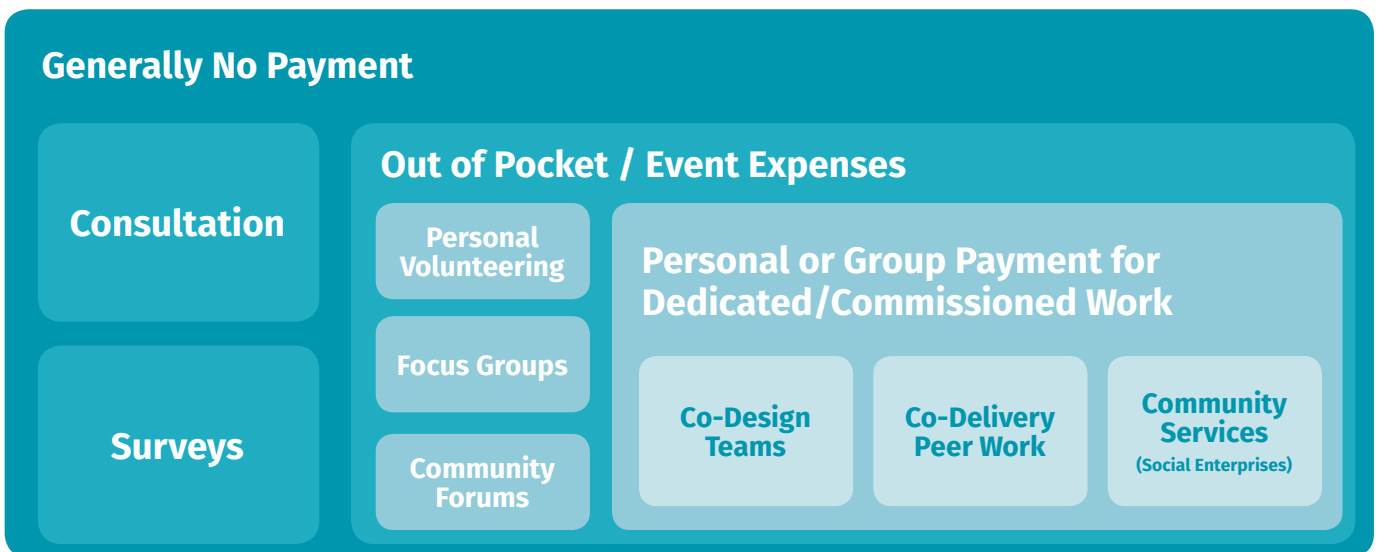 Generally No Payment
Consultation
Surveys
Out of Pocket / Event Expenses
Personal
Volunteering
Focus Groups
Community
Forums
Personal or Group Payment for
Dedicated/Commissioned Work
Co-Design
Teams
Co-Delivery
Peer Work
Community
Services
(Social Enterprises)